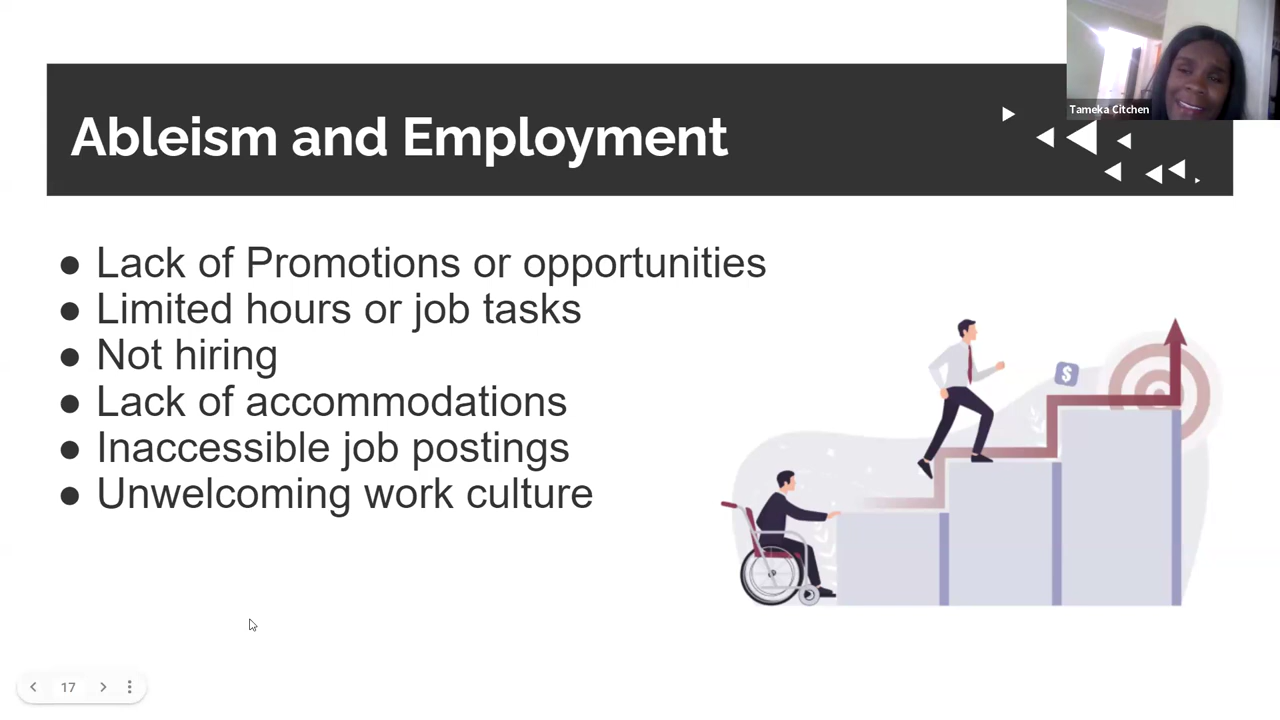 Tameka Citchen
Ableism and Employment
● Lack of Promotions or opportunities
● Limited hours or job tasks
● Not hiring
● Lack of accommodations
● Inaccessible job postings
● Unwelcoming work culture
$
17